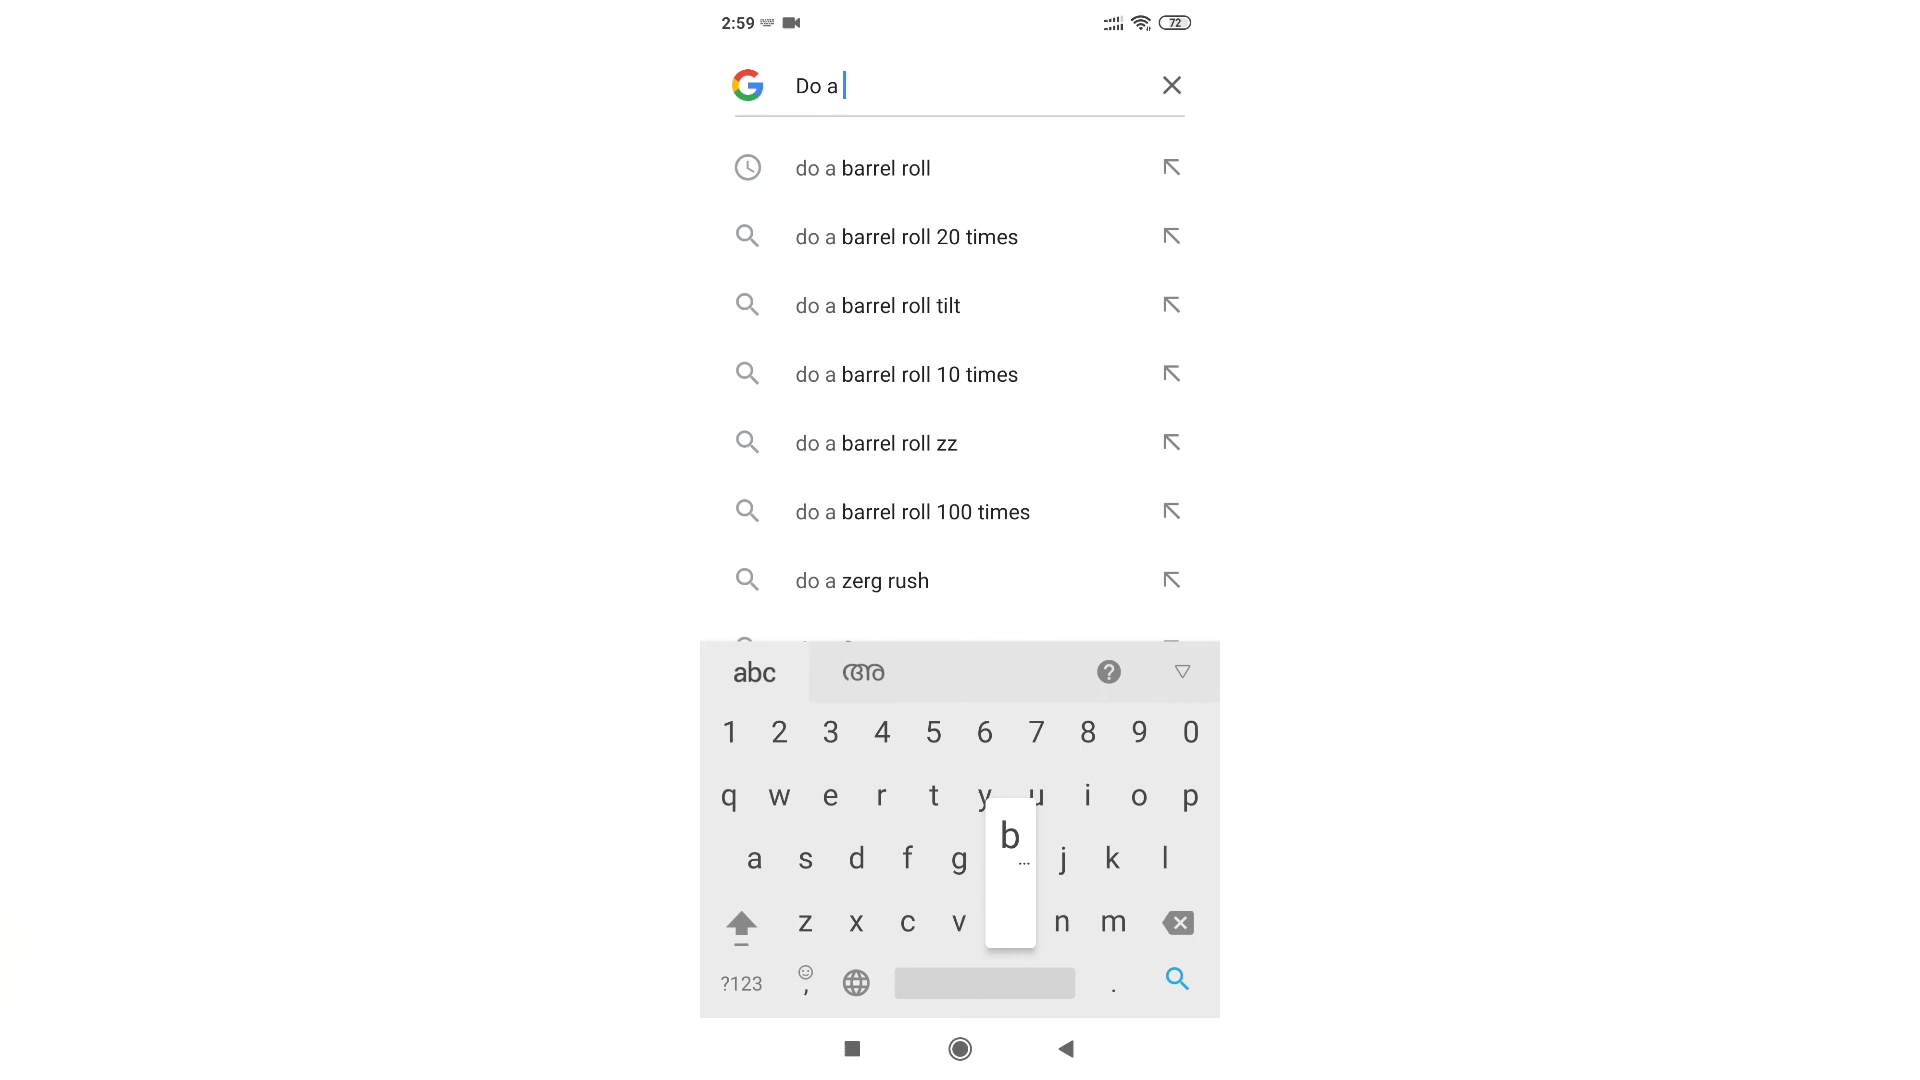 2:59
72
Do a
do a barrel roll
do a barrel roll 20 times
do a barrel roll tilt
do a barrel roll 10 times
do a barrel roll zz
do a barrel roll 100 times
do a zerg rush
abc അ ?
1 2 3 4 5 6 7 8 9 0
q w e r t y u i o p
b
a s d f g j k l
z x c v n m
?123 , .